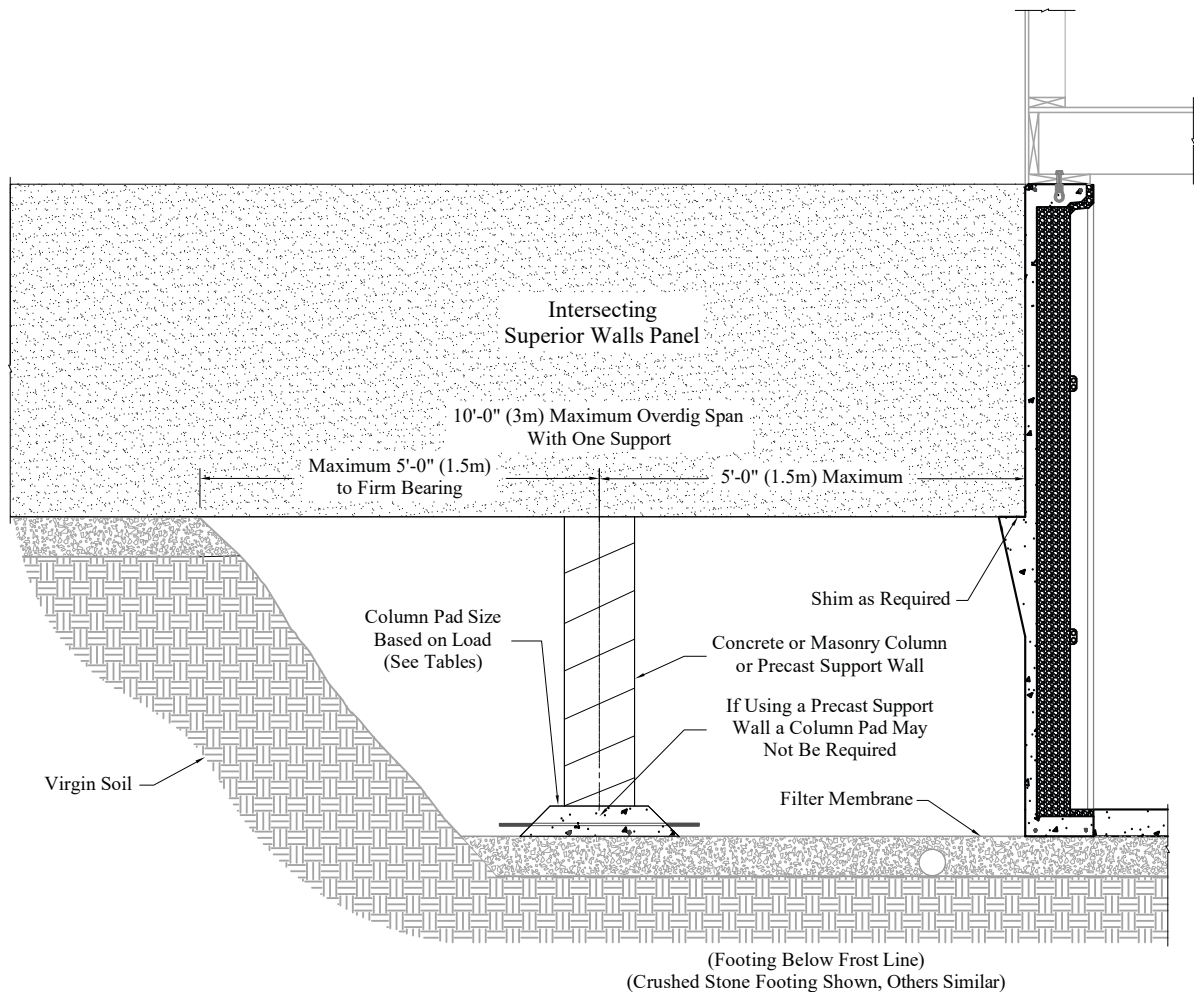 Intersecting
Superior Walls Panel
10'-0" (3m) Maximum Overdig Span
With One Support
Maximum 5'-0" (1.5m)
to Firm Bearing
5'-0" (1.5m) Maximum
Shim as Required
Column Pad Size
Based on Load
(See Tables)
Concrete or Masonry Column
or Precast Support Wall
If Using a Precast Support
Wall a Column Pad May
Not Be Required
Virgin Soil
Filter Membrane
(Footing Below Frost Line)
(Crushed Stone Footing Shown, Others Similar)